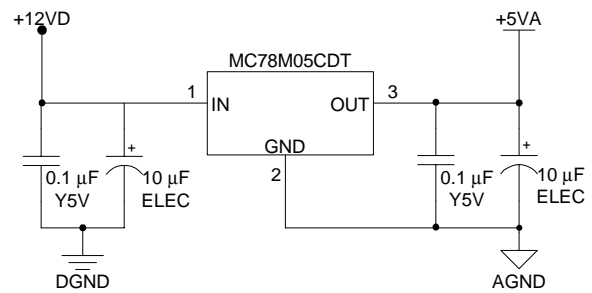 +12VD
+5VA
MC78M05CDT
1
IN
OUT
3
GND
2
+
0.1 μF
Y5V
10 μF
ELEC
+
0.1 μF
Y5V
10 μF
ELEC
DGND
AGND